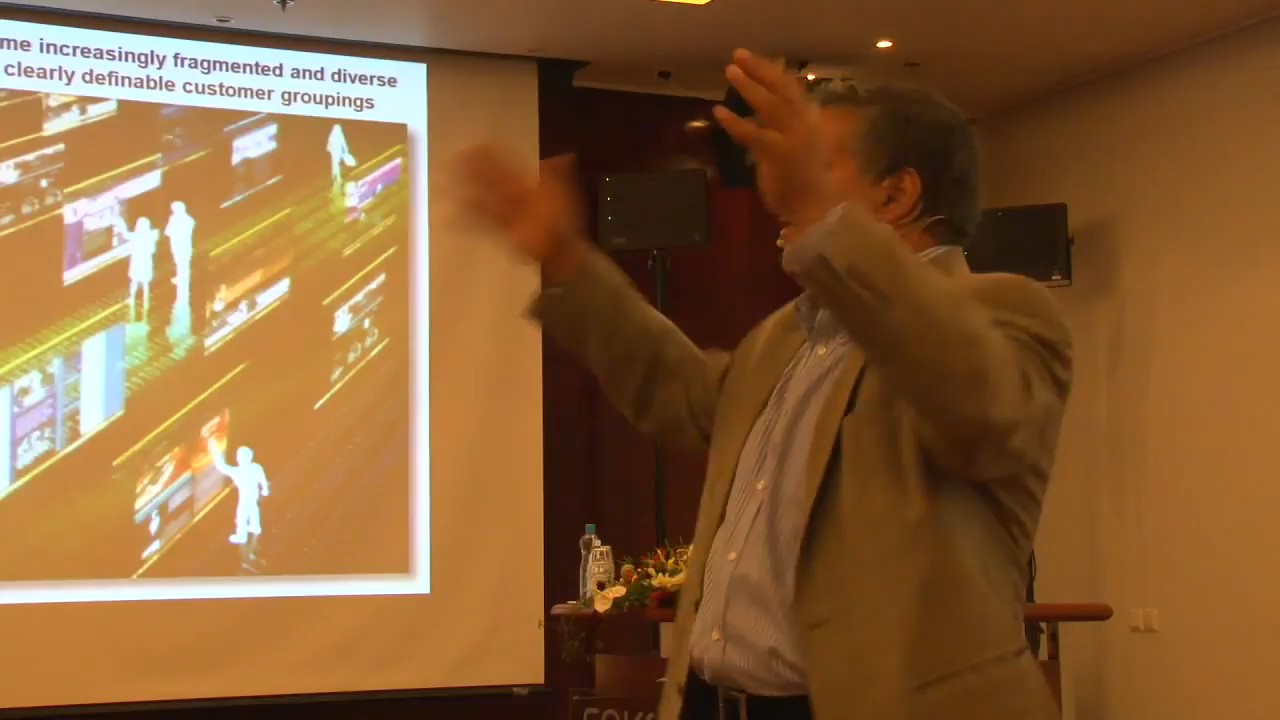 me increasingly fragmented and diverse
clearly definable customer groupings